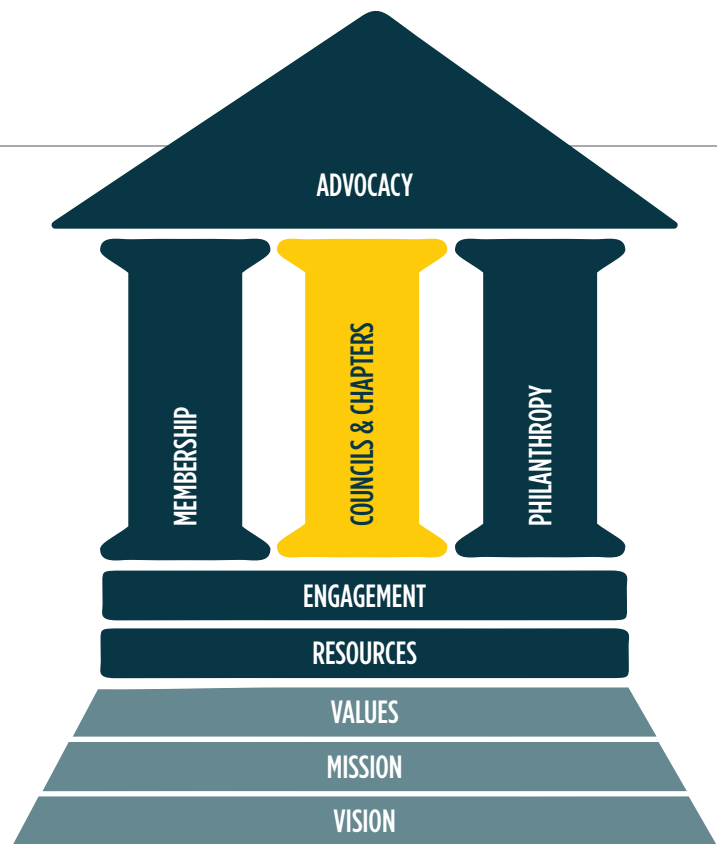 ADVOCACY
MEMBERSHIP
COUNCILS & CHAPTERS
PHILANTHROPY
ENGAGEMENT
RESOURCES
VALUES
MISSION
VISION